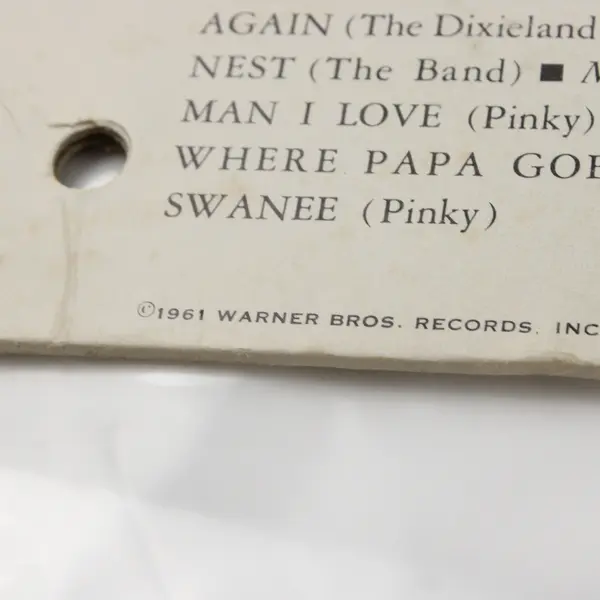 AGAIN (The Dixieland
NEST (The Band) ■
MAN I LOVE (Pinky)
WHERE PAPA GOE
SWANEE (Pinky)
©1961 WARNER BROS. RECORDS, INC